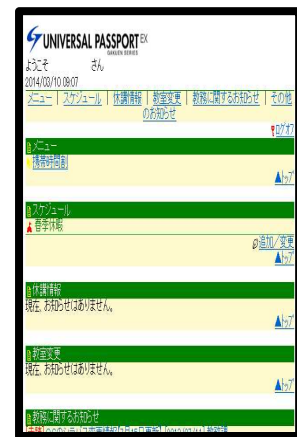 UNIVERSAL PASSPORT EX
GAKUEN SERIES
ようこそ さん
2014/03/10 09:07
メニュー | スケジュール | 休講情報 | 教室変更 | 教務に関するお知らせ | その他
のお知らせ
ログオフ
メニュー
携帯時間割
▲トップ
スケジュール
春季休暇
追加/変更
▲トップ
休講情報
現在、お知らせはありません。
▲トップ
教室変更
現在、お知らせはありません。
▲トップ
教務に関するお知らせ